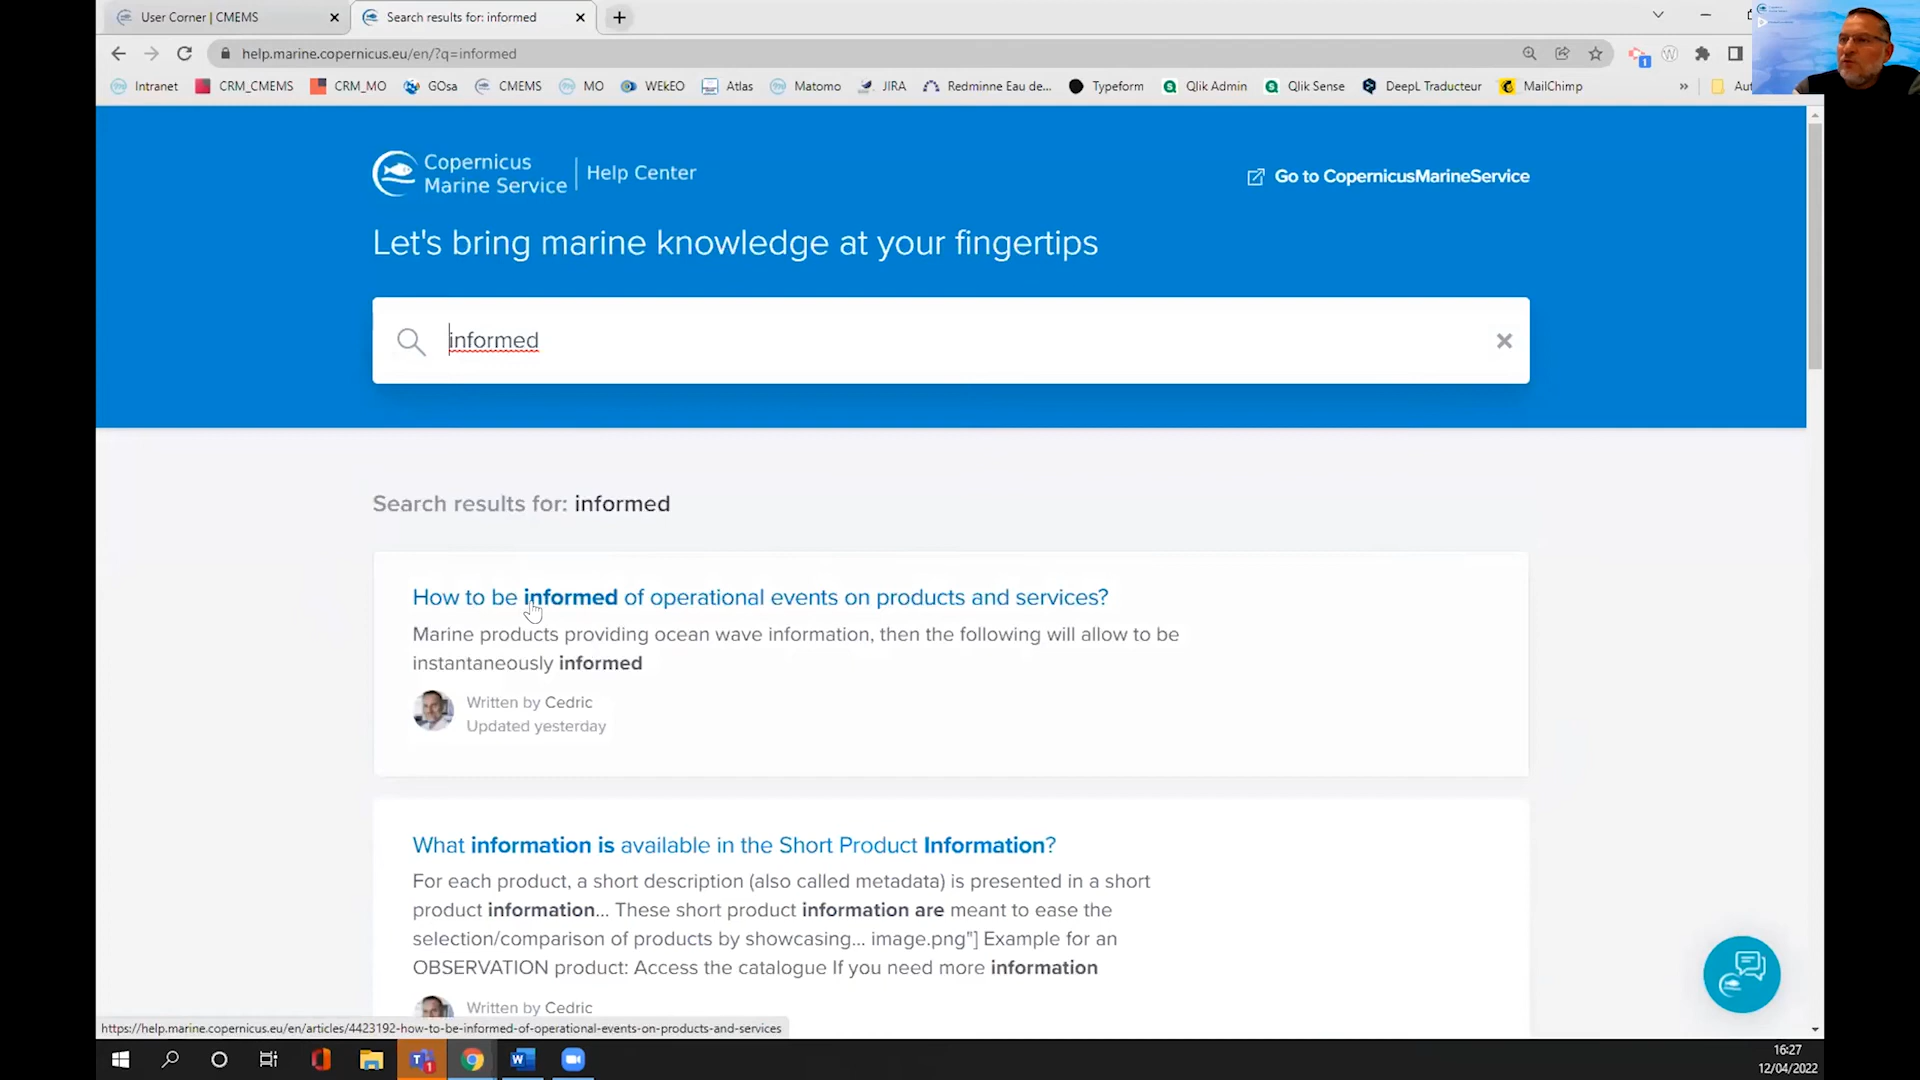 User Corner | CMEMS
Search results for: informed
help.marine.copernicus.eu/en/?q=informed
Intranet
CRM_CMEMS
CRM_MO
GOsa
CMEMS
MO
WEkEO
Atlas
Matomo
JIRA
Redminne Eau de...
Typeform
Qlik Admin
Qlik Sense
DeepL Traducteur
MailChimp
»
Copernicus
Marine Service
Help Center
Go to CopernicusMarineService
Let's bring marine knowledge at your fingertips
informed
Search results for: informed
How to be informed of operational events on products and services?
Marine products providing ocean wave information, then the following will allow to be
instantaneously informed
Written by Cedric
Updated yesterday
What information is available in the Short Product Information?
For each product, a short description (also called metadata) is presented in a short
product information... These short product information are meant to ease the
selection/comparison of products by showcasing... image.png"] Example for an
OBSERVATION product: Access the catalogue If you need more information
Written by Cedric
https://help.marine.copernicus.eu/en/articles/4423192-how-to-be-informed-of-operational-events-on-products-and-services
16:27
12/04/2022